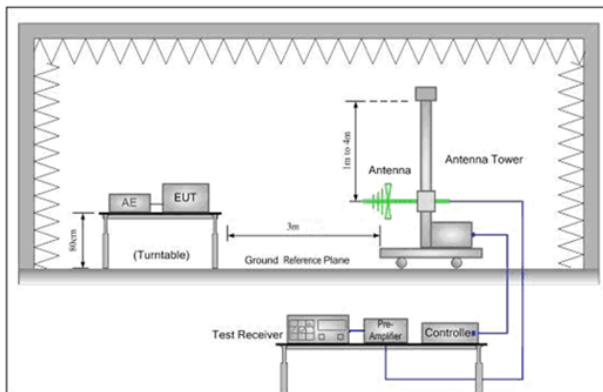 1m to 4m
Antenna
Antenna Tower
AE
EUT
80cm
(Turntable)
3m
Ground Reference Plane
Test Receiver
Pre-
Amplifier
Controller